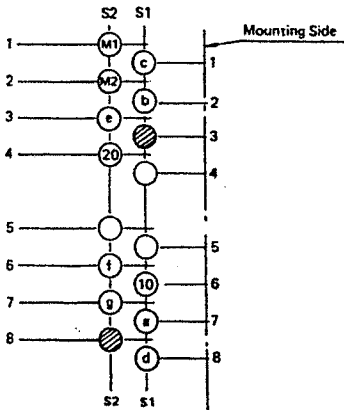 S2 S1
Mounting Side
1 M1
c 1
2 M2
b 2
3 e
3
4 20
4
5
5
6 f
10 6
7 g
a 7
8
d 8
S2 S1